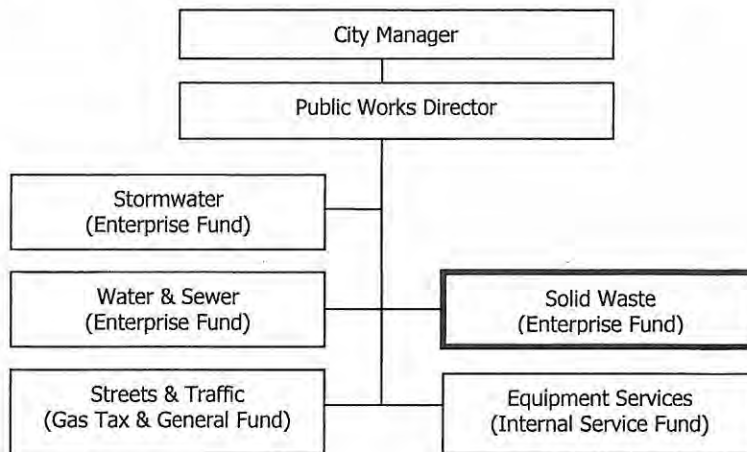 City Manager
Public Works Director
Stormwater
(Enterprise Fund)
Water & Sewer
(Enterprise Fund)
Solid Waste
(Enterprise Fund)
Streets & Traffic
(Gas Tax & General Fund)
Equipment Services
(Internal Service Fund)